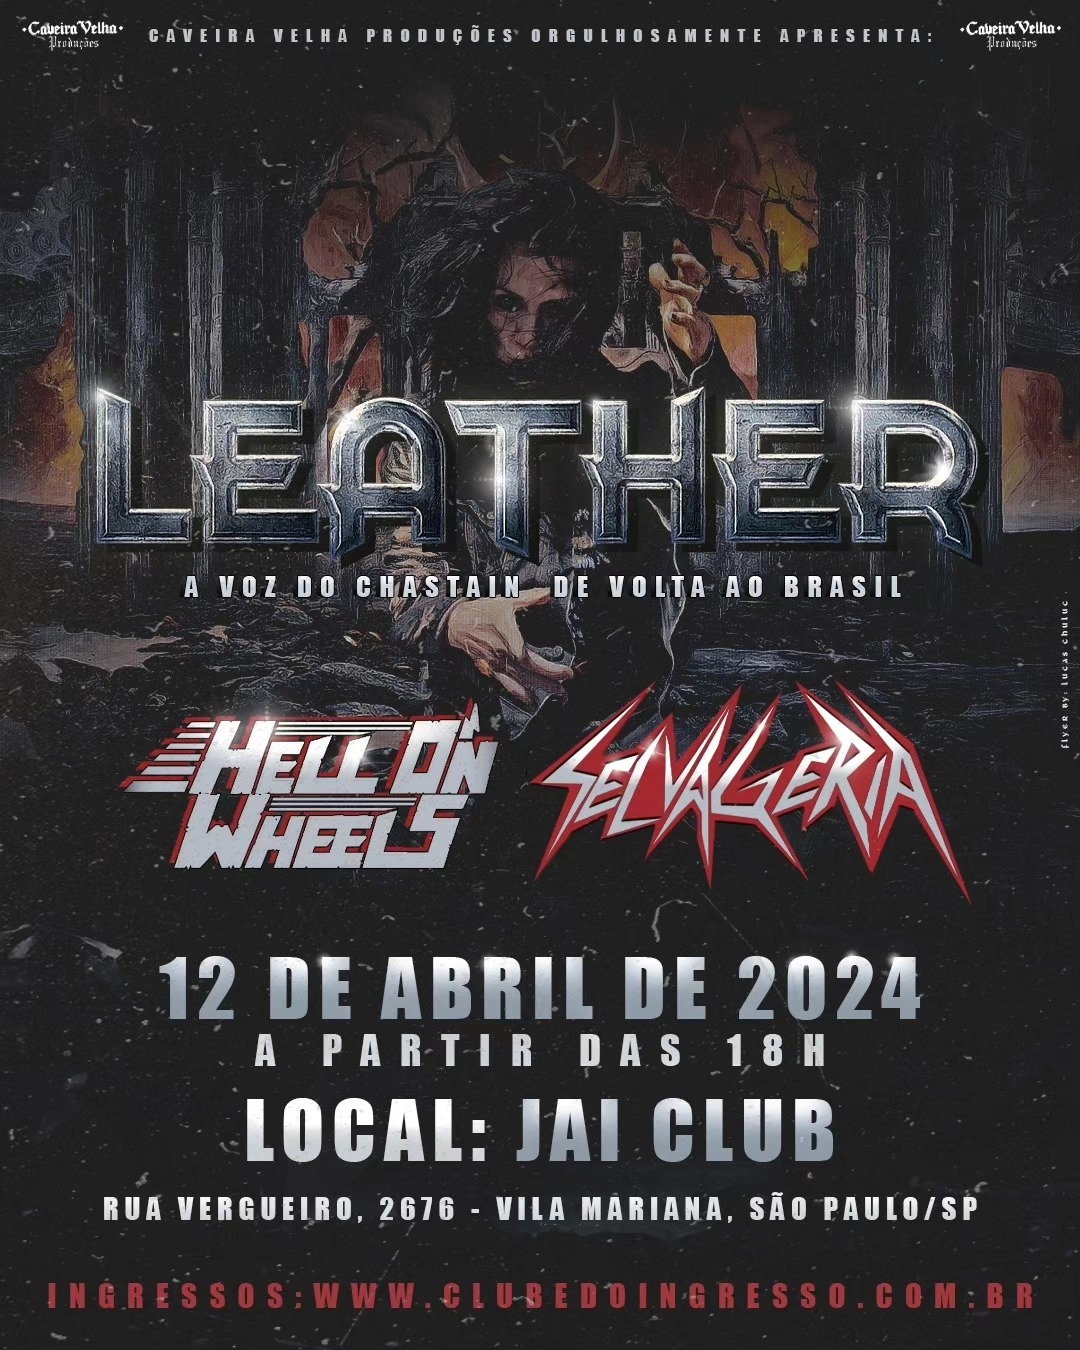 Caveira Velha
Produções
CAVEIRA VELHA PRODUÇÕES ORGULHOSAMENTE APRESENTA:
Caveira Velha
Produções
LEATHER
A VOZ DO CHASTAIN DE VOLTA AO BRASIL
flyer by: lucas chuluc
HELL ON
WHEELS
SELVAGERIA
12 DE ABRIL DE 2024
A PARTIR DAS 18H
LOCAL: JAI CLUB
RUA VERGUEIRO, 2676 - VILA MARIANA, SÃO PAULO/SP
INGRESSOS:WWW.CLUBEDOINGRESSO.COM.BR